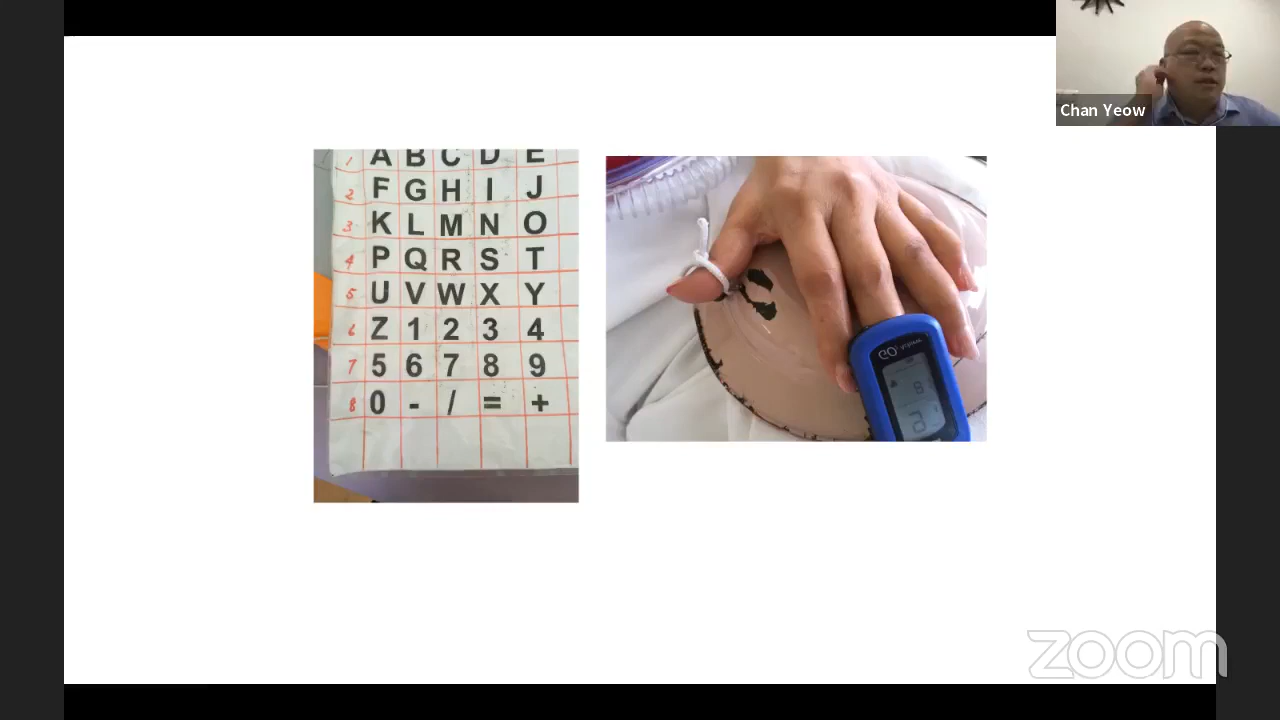 Chan Yeow
1 A B C D E
2 F G H I J
3 K L M N O
4 P Q R S T
5 U V W X Y
6 Z 1 2 3 4
7 5 6 7 8 9
8 0 - / = +
GO₂
zoom